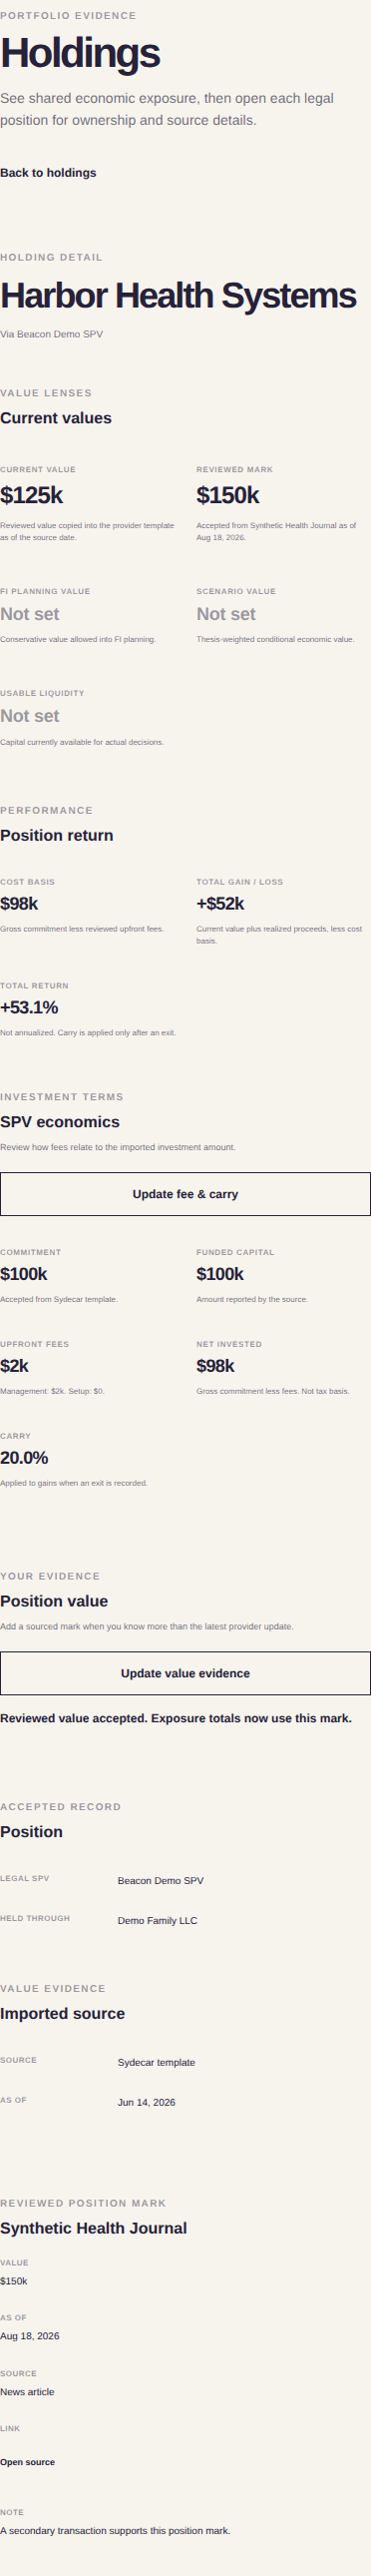 PORTFOLIO EVIDENCE
Holdings
See shared economic exposure, then open each legal
position for ownership and source details.
Back to holdings
HOLDING DETAIL
Harbor Health Systems
Via Beacon Demo SPV
VALUE LENSES
Current values
CURRENT VALUE
$125k
Reviewed value copied into the provider template
as of the source date.
REVIEWED MARK
$150k
Accepted from Synthetic Health Journal as of
Aug 18, 2026.
FI PLANNING VALUE
Not set
Conservative value allowed into FI planning.
SCENARIO VALUE
Not set
Thesis-weighted conditional economic value.
USABLE LIQUIDITY
Not set
Capital currently available for actual decisions.
PERFORMANCE
Position return
COST BASIS
$98k
Gross commitment less reviewed upfront fees.
TOTAL GAIN / LOSS
+$52k
Current value plus realized proceeds, less cost
basis.
TOTAL RETURN
+53.1%
Not annualized. Carry is applied only after an exit.
INVESTMENT TERMS
SPV economics
Review how fees relate to the imported investment amount.
Update fee & carry
COMMITMENT
$100k
Accepted from Sydecar template.
FUNDED CAPITAL
$100k
Amount reported by the source.
UPFRONT FEES
$2k
Management: $2k. Setup: $0.
NET INVESTED
$98k
Gross commitment less fees. Not tax basis.
CARRY
20.0%
Applied to gains when an exit is recorded.
YOUR EVIDENCE
Position value
Add a sourced mark when you know more than the latest provider update.
Update value evidence
Reviewed value accepted. Exposure totals now use this mark.
ACCEPTED RECORD
Position
LEGAL SPV
Beacon Demo SPV
HELD THROUGH
Demo Family LLC
VALUE EVIDENCE
Imported source
SOURCE
Sydecar template
AS OF
Jun 14, 2026
REVIEWED POSITION MARK
Synthetic Health Journal
VALUE
$150k
AS OF
Aug 18, 2026
SOURCE
News article
LINK
Open source
NOTE
A secondary transaction supports this position mark.